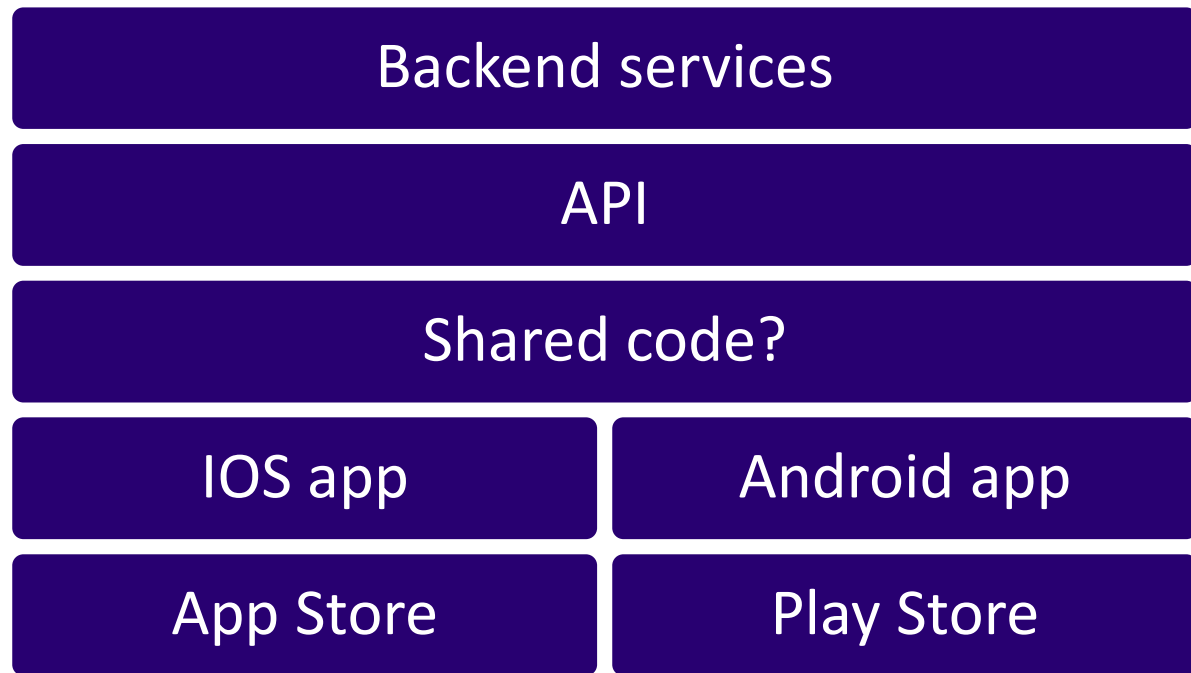 Backend services
API
Shared code?
IOS app
Android app
App Store
Play Store